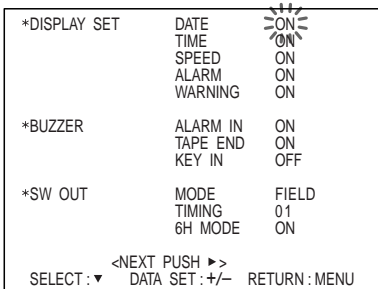 *DISPLAY SET DATE ON
TIME ON
SPEED ON
ALARM ON
WARNING ON
*BUZZER ALARM IN ON
TAPE END ON
KEY IN OFF
*SW OUT MODE FIELD
TIMING 01
6H MODE ON
<NEXT PUSH ►>
SELECT : ▼ DATA SET : +/– RETURN : MENU